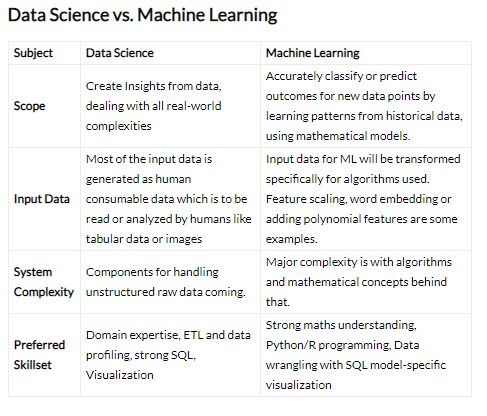 Data Science vs. Machine Learning
Subject
Data Science
Machine Learning
Scope
Create Insights from data,
dealing with all real-world
complexities
Accurately classify or predict
outcomes for new data points by
learning patterns from historical data,
using mathematical models.
Input Data
Most of the input data is
generated as human
consumable data which is to be
read or analyzed by humans like
tabular data or images
Input data for ML will be transformed
specifically for algorithms used.
Feature scaling, word embedding or
adding polynomial features are some
examples.
System
Complexity
Components for handling
unstructured raw data coming.
Major complexity is with algorithms
and mathematical concepts behind
that.
Preferred
Skillset
Domain expertise, ETL and data
profiling, strong SQL,
Visualization
Strong maths understanding,
Python/R programming, Data
wrangling with SQL model-specific
visualization